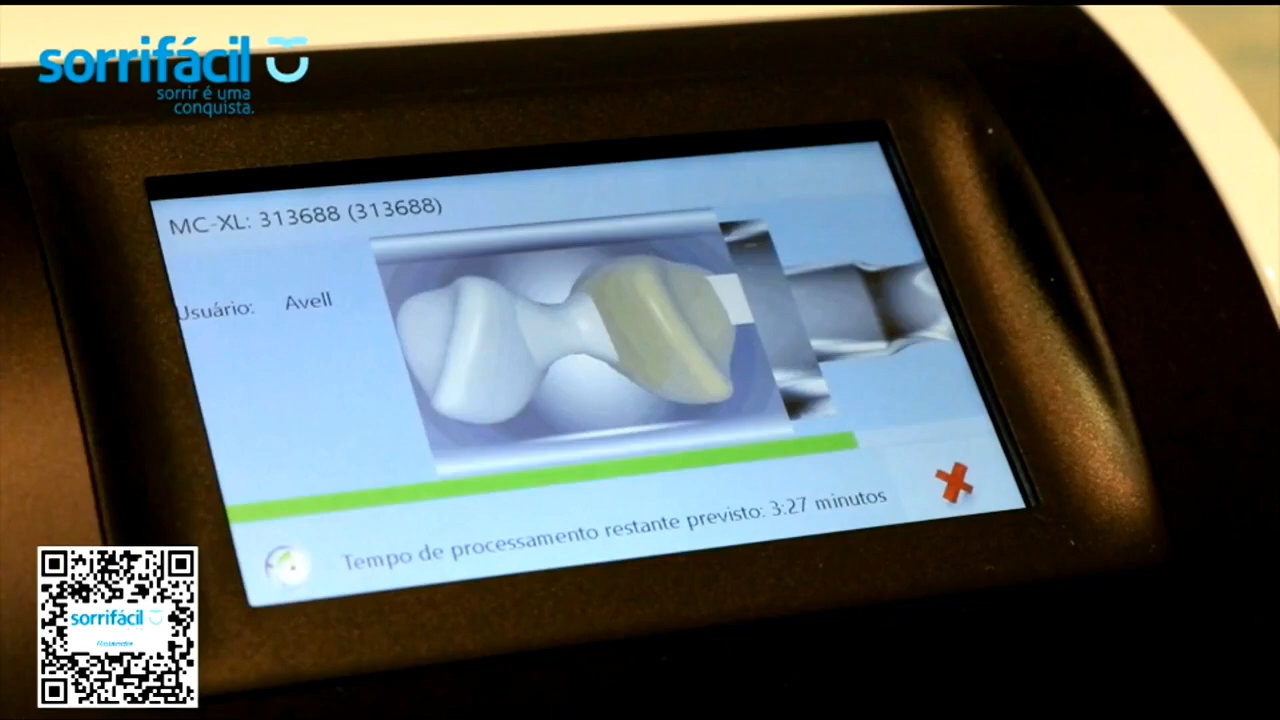 sorrifácil
sorrir é uma
conquista.
MC-XL: 313688 (313688)
Usuário: Avell
Tempo de processamento restante previsto: 3:27 minutos
sorrifácil